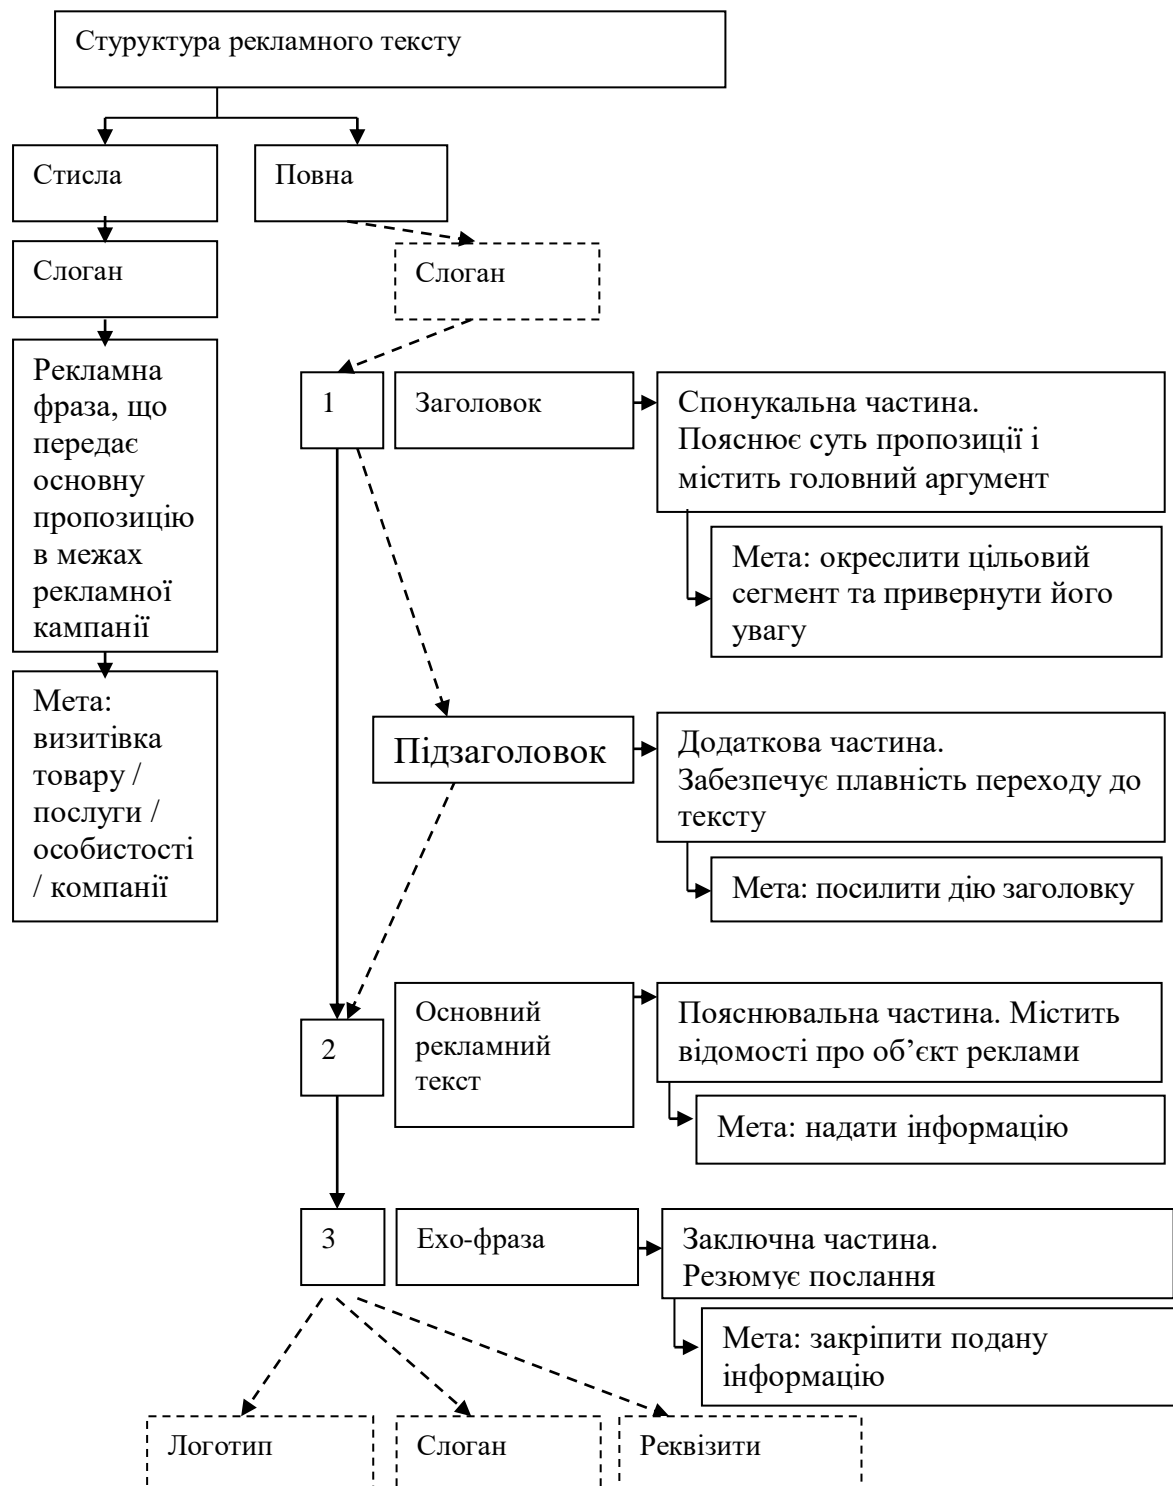 Стуруктура рекламного тексту
Стисла
Повна
Слоган
Слоган
Рекламна
фраза, що
передає
основну
пропозицію
в межах
рекламної
кампанії
Мета:
визитівка
товару /
послуги /
особистості
/ компанії
1
Заголовок
Спонукальна частина.
Пояснює суть пропозиції і
містить головний аргумент
Мета: окреслити цільовий
сегмент та привернути його
увагу
Підзаголовок
Додаткова частина.
Забезпечує плавність переходу до
тексту
Мета: посилити дію заголовку
2
Основний
рекламний
текст
Пояснювальна частина. Містить
відомості про об’єкт реклами
Мета: надати інформацію
3
Ехо-фраза
Заключна частина.
Резюмує послання
Мета: закріпити подану
інформацію
Логотип
Слоган
Реквізити